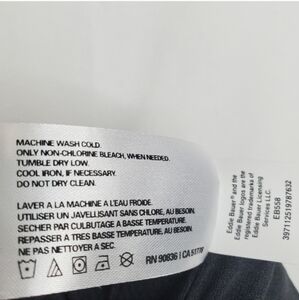 MACHINE WASH COLD.
ONLY NON-CHLORINE BLEACH, WHEN NEEDED.
TUMBLE DRY LOW.
COOL IRON, IF NECESSARY.
DO NOT DRY CLEAN.
LAVER A LA MACHINE A L'EAU FROIDE.
UTILISER UN JAVELLISANT SANS CHLORE, AU BESOIN.
SECHER PAR CULBUTAGE A BASSE TEMPERATURE.
REPASSER A TRES BASSE TEMPERATURE, AU BESOIN.
NE PAS NETTOYER A SEC.
RN 90836 | CA
Eddie Bauer® and the
Eddie Bauer logos are the
registered trademarks of
Eddie Bauer Licensing
Services LLC.
EB558
397112519787632